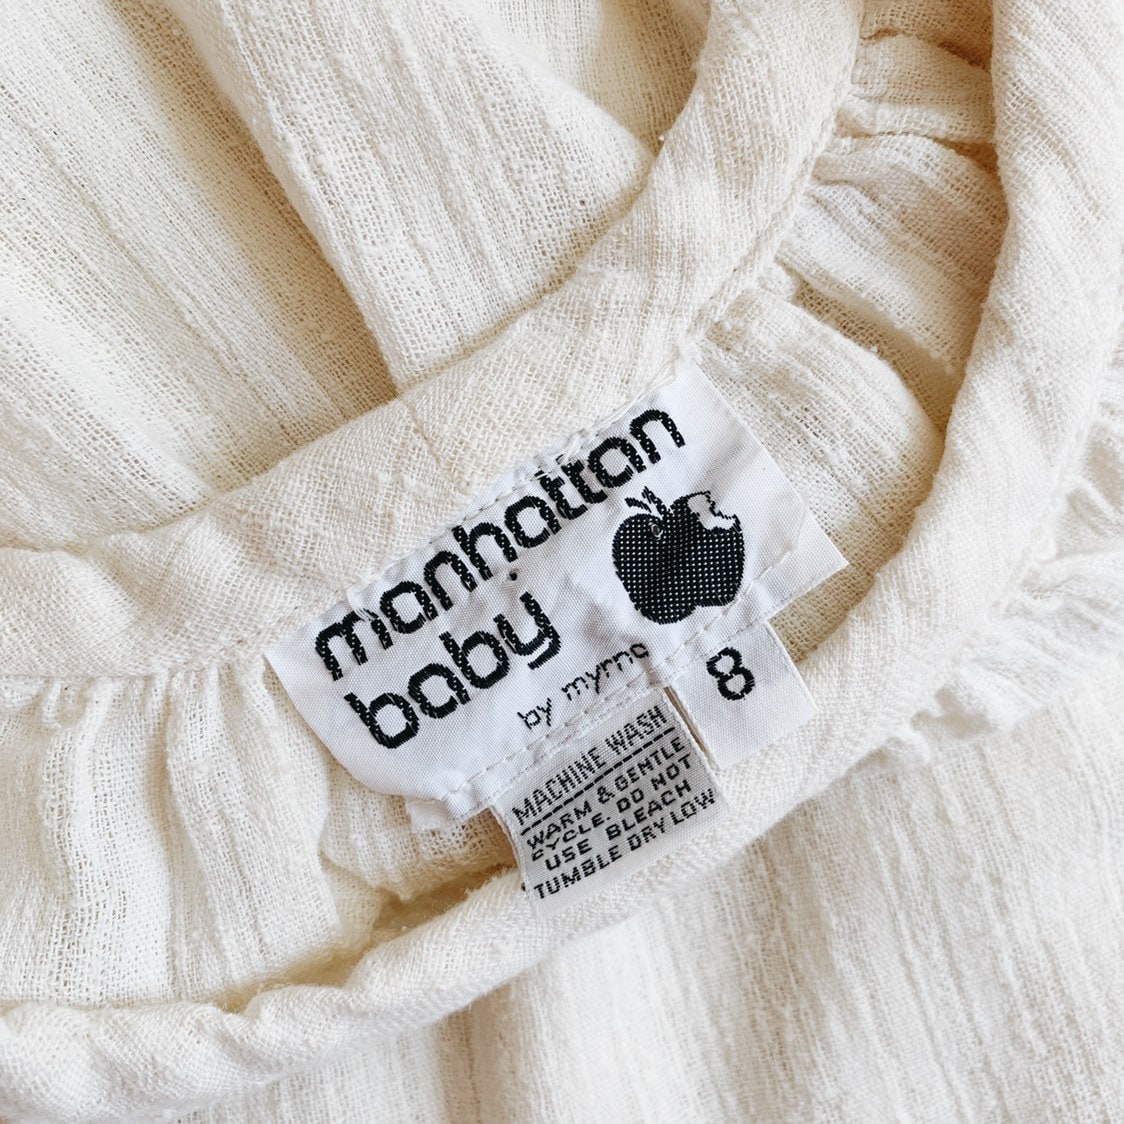 manhattan
baby
by myrna
8
MACHINE WASH
WARM & GENTLE
CYCLE. DO NOT
USE BLEACH
TUMBLE DRY LOW